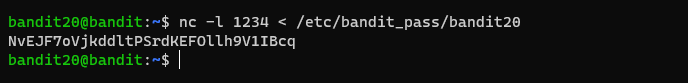 bandit20@bandit:~$ nc -l 1234 < /etc/bandit_pass/bandit20
NvEJF7oVjkddltPSrdKEFOllh9V1IBcq
bandit20@bandit:~$